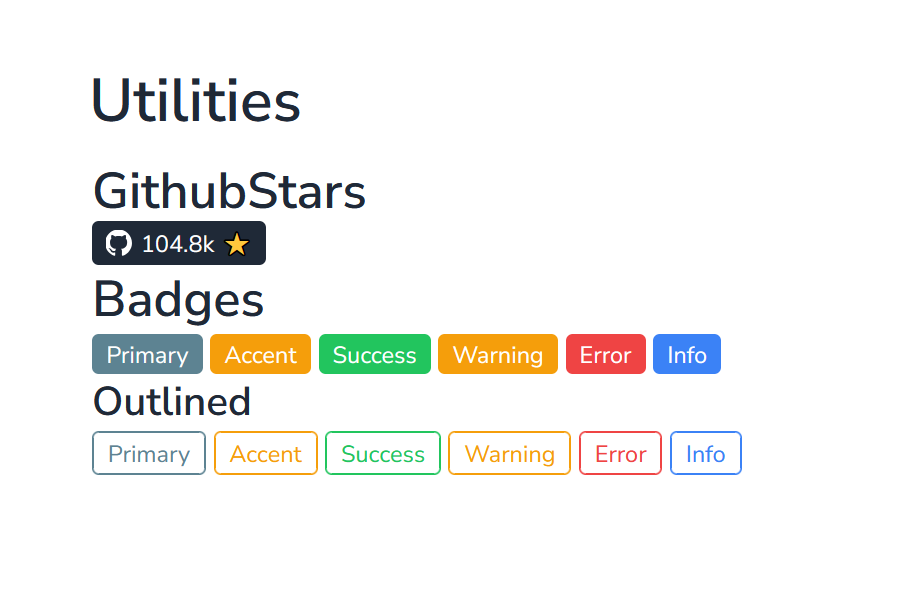 Utilities
GithubStars
104.8k
Badges
Primary Accent Success Warning Error Info
Outlined
Primary Accent Success Warning Error Info